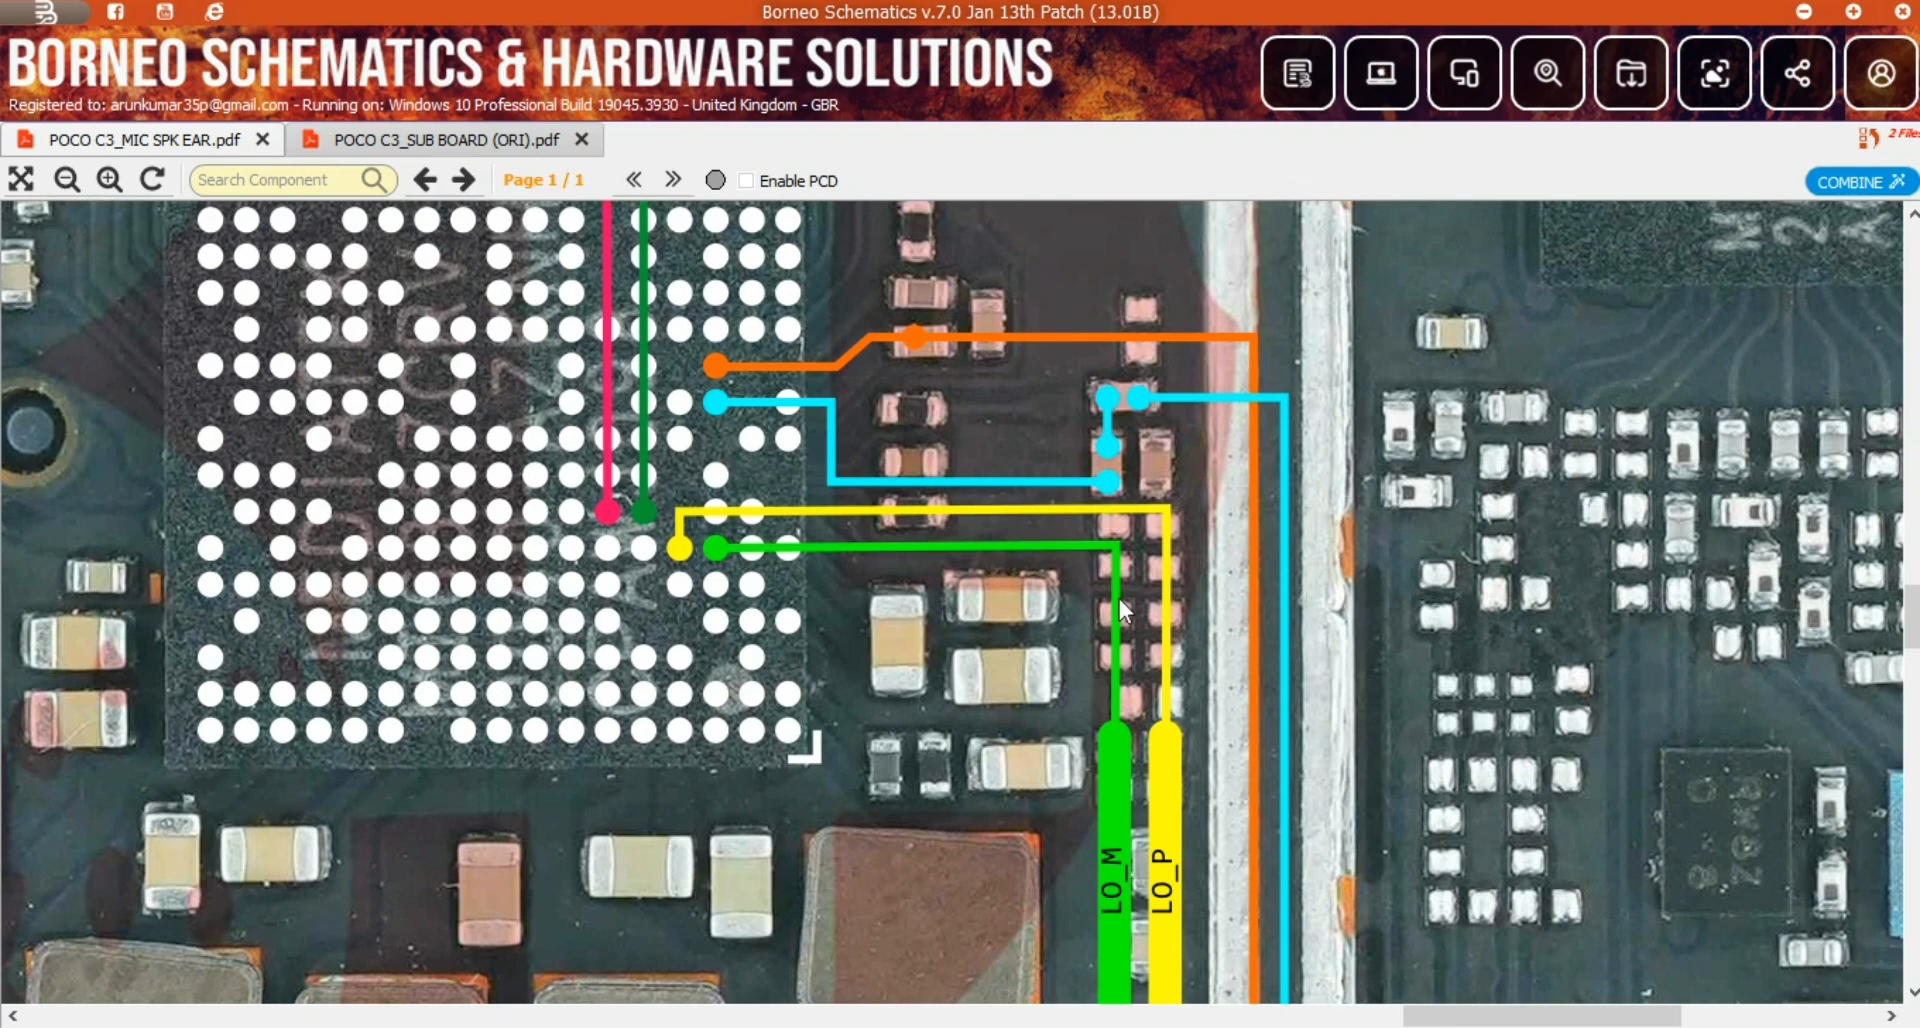 Borneo Schematics v.7.0 Jan 13th Patch (13.01B)
BORNEO SCHEMATICS & HARDWARE SOLUTIONS
Registered to: arunkumar35p@gmail.com - Running on: Windows 10 Professional Build 19045.3930 - United Kingdom - GBR
POCO C3_MIC SPK EAR.pdf
POCO C3_SUB BOARD (ORI).pdf
2 Files
Search Component
Page 1 / 1
Enable PCD
COMBINE
LO_M
LO_P